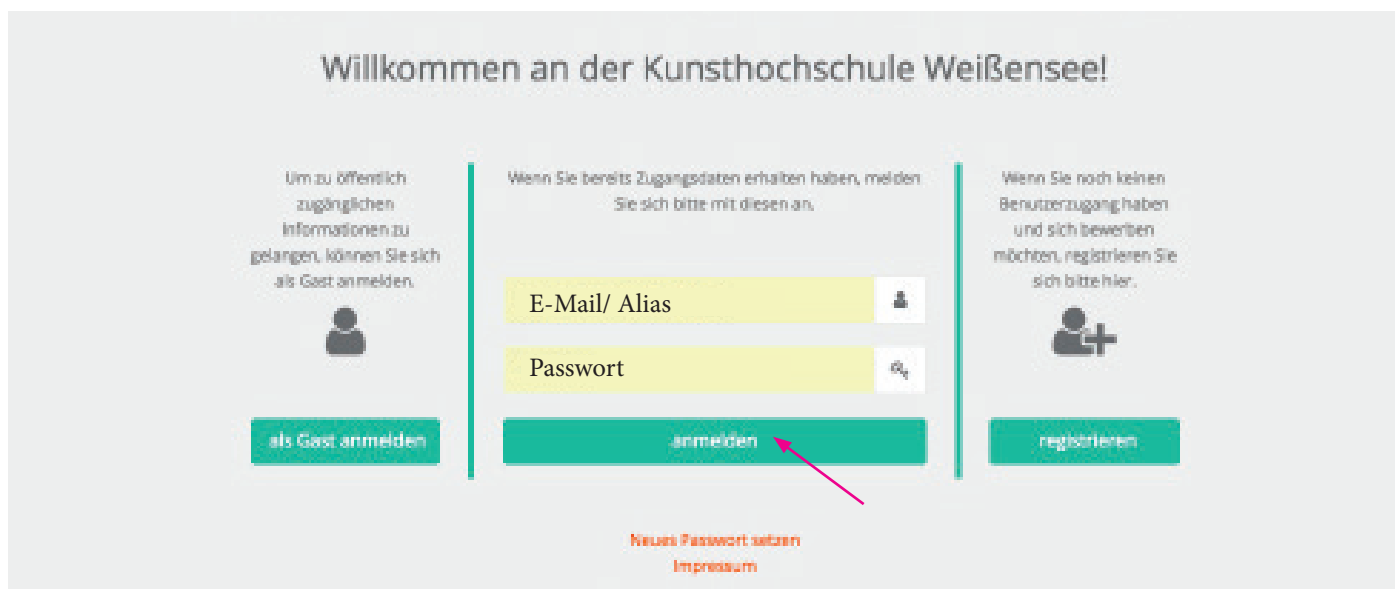 Willkommen an der Kunsthochschule Weißensee!
Um zu öffentlich
zugänglichen
Informationen zu
gelangen, können Sie sich
als Gast anmelden.
als Gast anmelden
Wenn Sie bereits Zugangsdaten erhalten haben, melden
Sie sich bitte mit diesen an.
E-Mail/ Alias
Passwort
anmelden
Wenn Sie noch keinen
Benutzerzugang haben
und sich bewerben
möchten, registrieren Sie
sich bitte hier.
registrieren
Neues Passwort setzen
Impressum